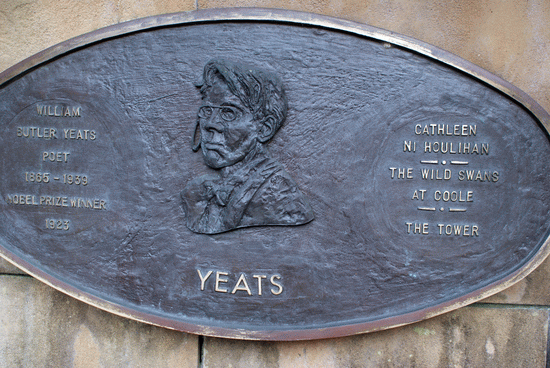 WILLIAM
BUTLER YEATS
POET
1865 - 1939
NOBEL PRIZE WINNER
1923
YEATS
CATHLEEN
NI HOULIHAN
THE WILD SWANS
AT COOLE
THE TOWER